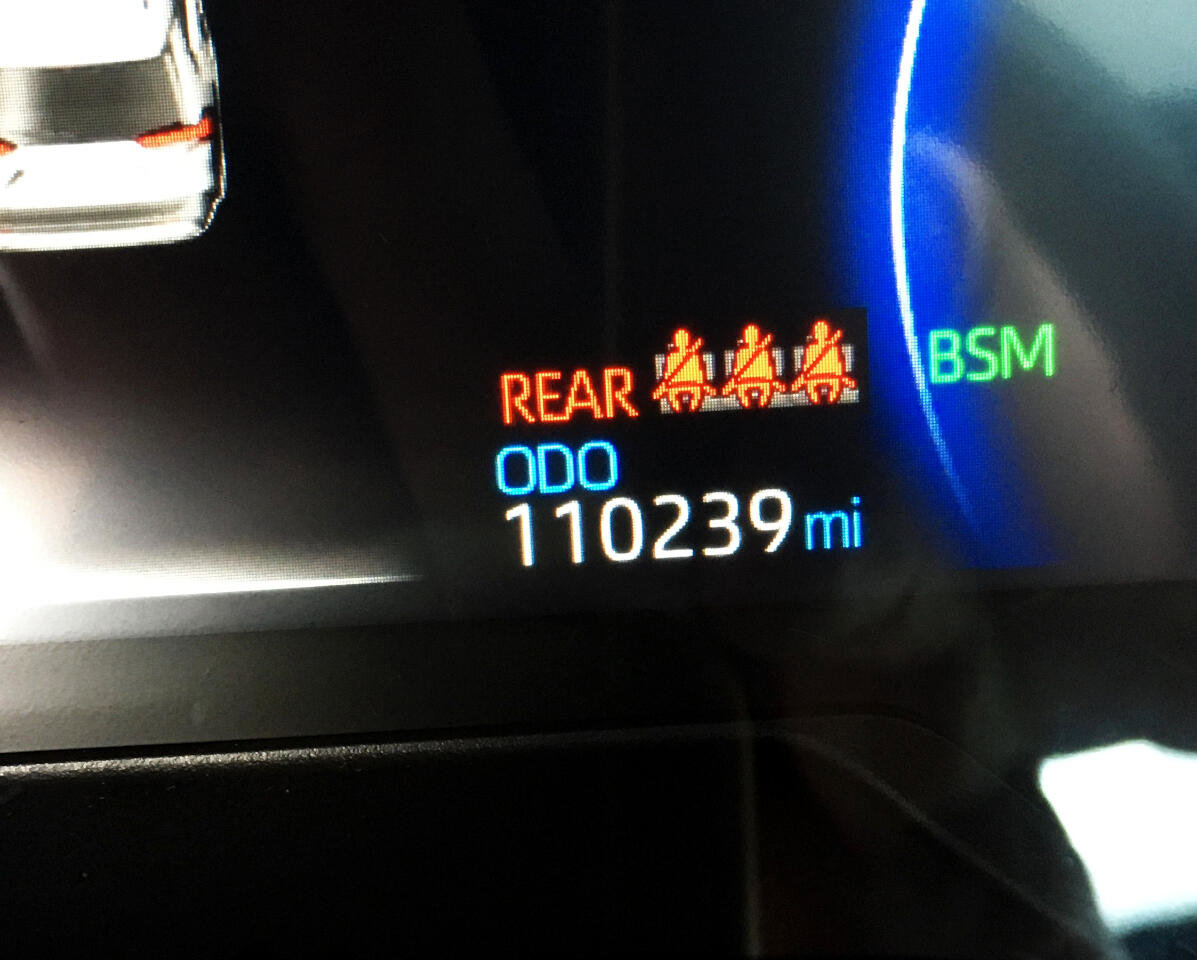 REAR
BSM
ODO
110239 mi